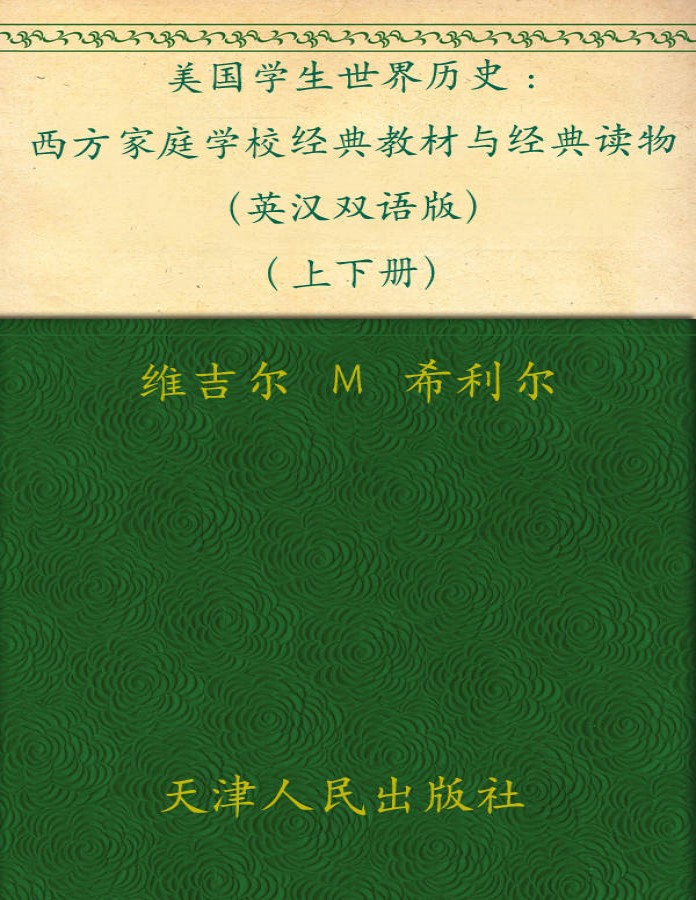 美国学生世界历史：
西方家庭学校经典教材与经典读物
（英汉双语版）
（上下册）
维吉尔 M 希利尔
天津人民出版社